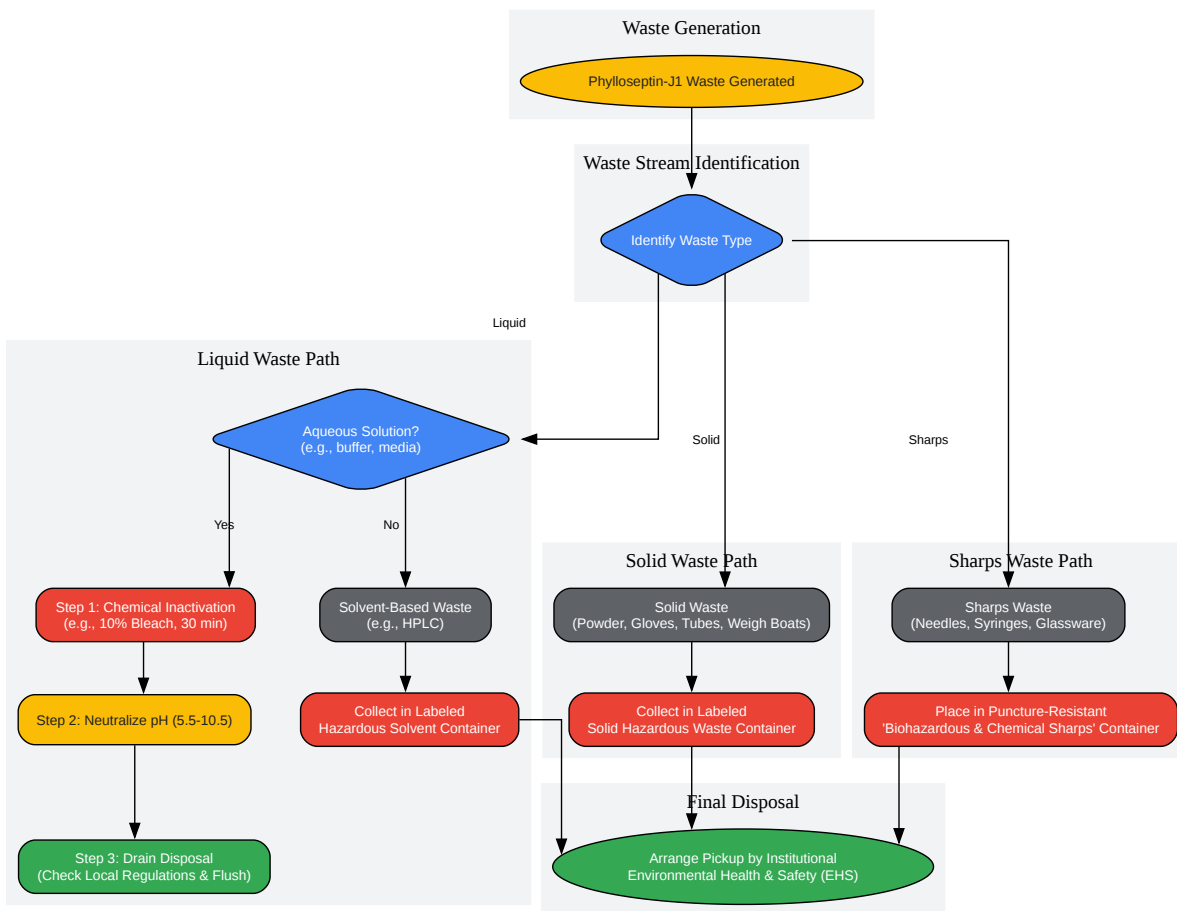 Waste Generation
Phylloseptin-J1 Waste Generated
Waste Stream Identification
Identify Waste Type
Liquid
Liquid Waste Path
Aqueous Solution?
(e.g., buffer, media)
Solid
Sharps
Yes
No
Step 1: Chemical Inactivation
(e.g., 10% Bleach, 30 min)
Step 2: Neutralize pH (5.5-10.5)
Step 3: Drain Disposal
(Check Local Regulations & Flush)
Solvent-Based Waste
(e.g., HPLC)
Collect in Labeled
Hazardous Solvent Container
Solid Waste Path
Solid Waste
(Powder, Gloves, Tubes, Weigh Boats)
Collect in Labeled
Solid Hazardous Waste Container
Sharps Waste Path
Sharps Waste
(Needles, Syringes, Glassware)
Place in Puncture-Resistant
'Biohazardous & Chemical Sharps' Container
Final Disposal
Arrange Pickup by Institutional
Environmental Health & Safety (EHS)